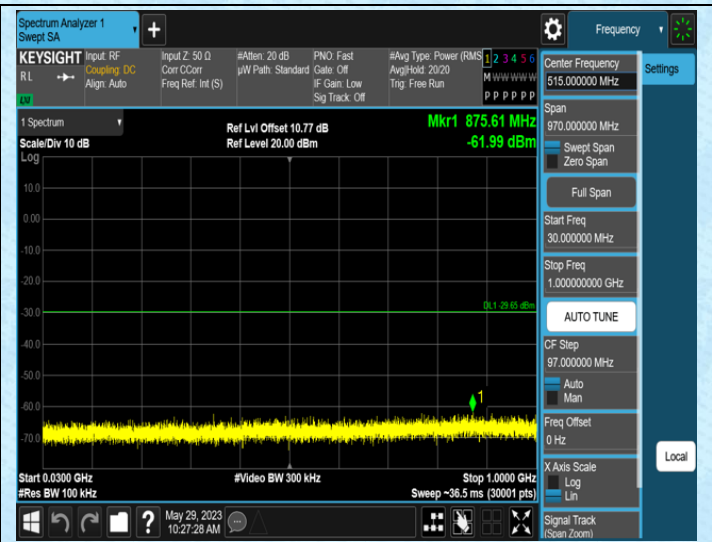 Spectrum Analyzer 1
Swept SA
+
Frequency
KEYSIGHT
R L
LXI
Input: RF
Coupling: DC
Align: Auto
Input Z: 50 Ω
Corr CCorr
Freq Ref: Int (S)
#Atten: 20 dB
µW Path: Standard
PNO: Fast
Gate: Off
IF Gain: Low
Sig Track: Off
#Avg Type: Power (RMS
Avg|Hold: 20/20
Trig: Free Run
1 2 3 4 5 6
M W W W W W
P P P P P P
1 Spectrum
Scale/Div 10 dB
Log
Ref Lvl Offset 10.77 dB
Ref Level 20.00 dBm
Mkr1 875.61 MHz
-61.99 dBm
10.0
0.00
-10.0
-20.0
-30.0
DL1 -29.65 dBm
-40.0
-50.0
-60.0
1
-70.0
Start 0.0300 GHz
#Res BW 100 kHz
#Video BW 300 kHz
Stop 1.0000 GHz
Sweep ~36.5 ms (30001 pts)
?
May 29, 2023
10:27:28 AM
Center Frequency
515.000000 MHz
Span
970.000000 MHz
Swept Span
Zero Span
Full Span
Start Freq
30.000000 MHz
Stop Freq
1.000000000 GHz
AUTO TUNE
CF Step
97.000000 MHz
Auto
Man
Freq Offset
0 Hz
X Axis Scale
Log
Lin
Signal Track
(Span Zoom)
Settings
Local